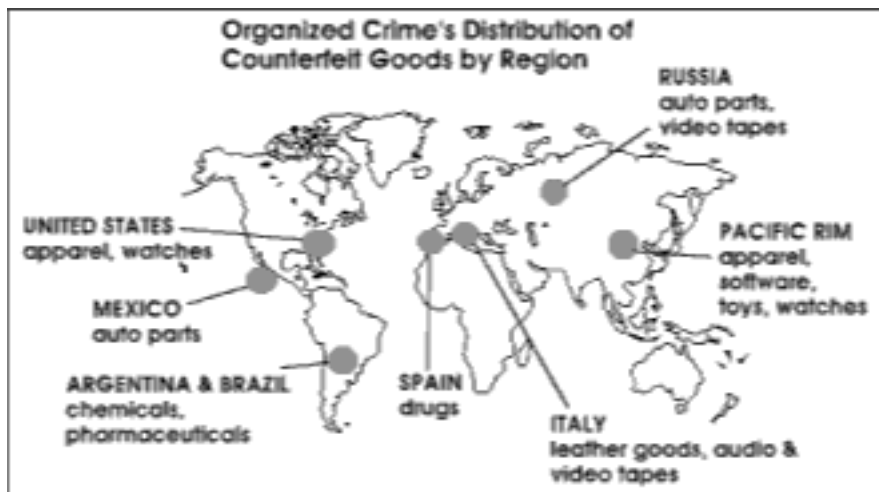 Organized Crime's Distribution of
Counterfeit Goods by Region
RUSSIA
auto parts,
video tapes
UNITED STATES
apparel, watches
PACIFIC RIM
apparel,
software,
toys, watches
MEXICO
auto parts
ARGENTINA & BRAZIL
chemicals,
pharmaceuticals
SPAIN
drugs
ITALY
leather goods, audio &
video tapes